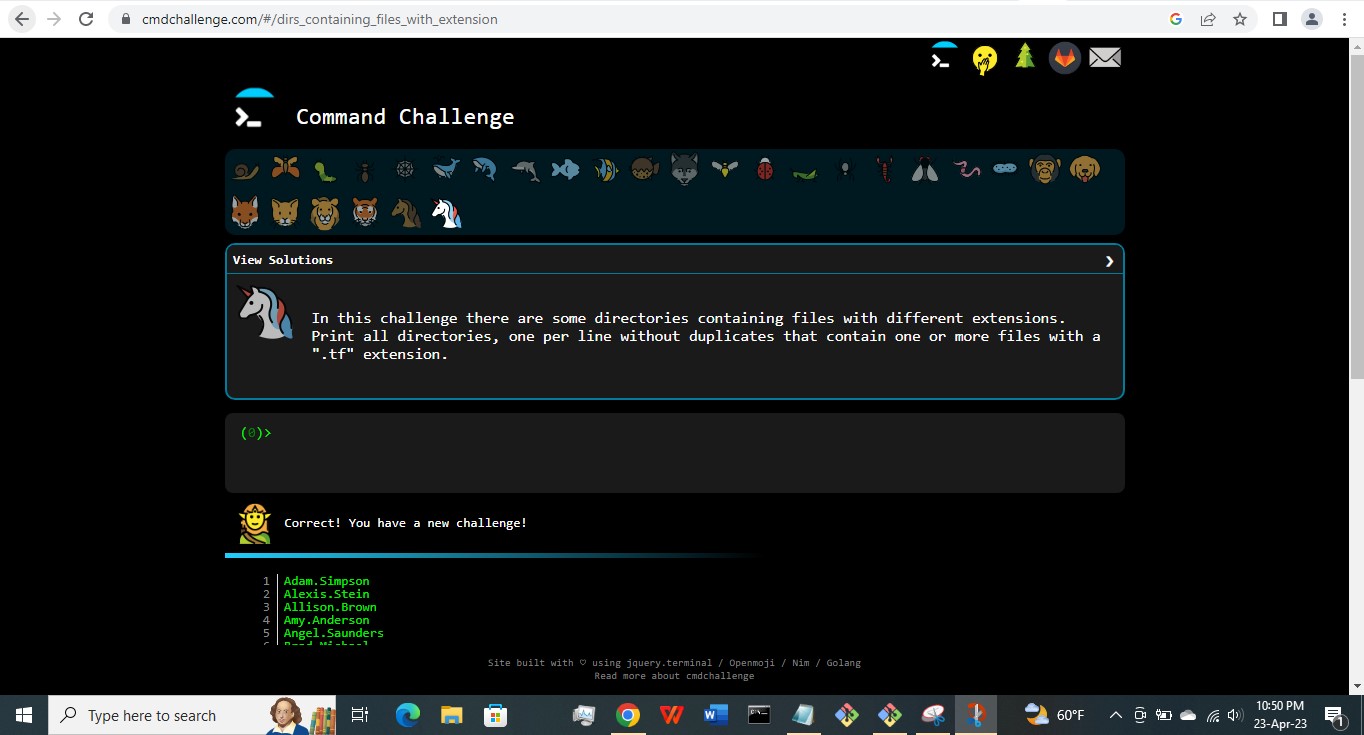 cmdchallenge.com/#/dirs_containing_files_with_extension
Command Challenge
View Solutions
In this challenge there are some directories containing files with different extensions.
Print all directories, one per line without duplicates that contain one or more files with a
".tf" extension.
(0)>
Correct! You have a new challenge!
1 Adam.Simpson
2 Alexis.Stein
3 Allison.Brown
4 Amy.Anderson
5 Angel.Saunders
Site built with ♡ using jquery.terminal / Openmoji / Nim / Golang
Read more about cmdchallenge
Type here to search
60°F
10:50 PM
23-Apr-23
1